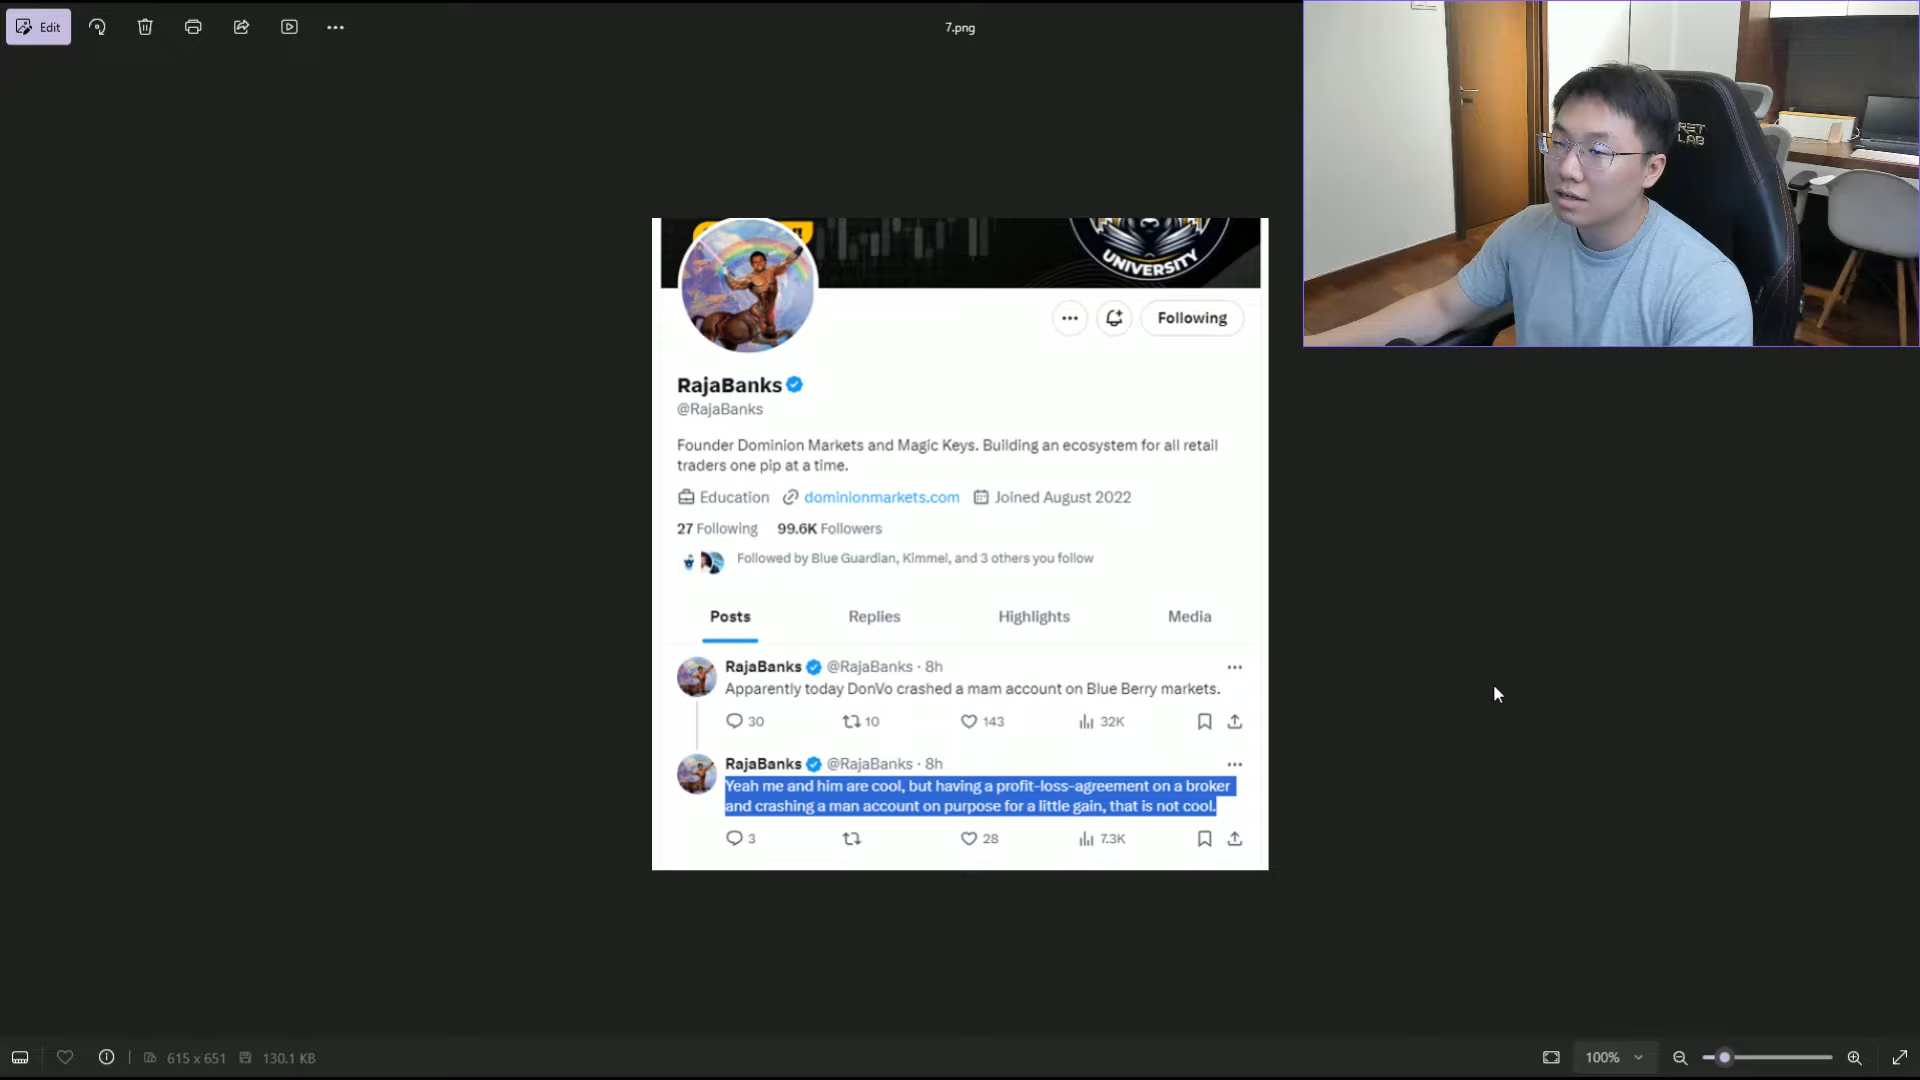 Edit
7.png
RET
LAB
UNIVERSITY
Following
RajaBanks
@RajaBanks
Founder Dominion Markets and Magic Keys. Building an ecosystem for all retail
traders one pip at a time.
Education dominionmarkets.com Joined August 2022
27 Following 99.6K Followers
Followed by Blue Guardian, Kimmel, and 3 others you follow
Posts Replies Highlights Media
RajaBanks @RajaBanks · 8h
Apparently today DonVo crashed a mam account on Blue Berry markets.
30 10 143 32K
RajaBanks @RajaBanks · 8h
Yeah me and him are cool, but having a profit-loss-agreement on a broker
and crashing a man account on purpose for a little gain, that is not cool.
3 28 7.3K
615 x 651 130.1 KB
100%